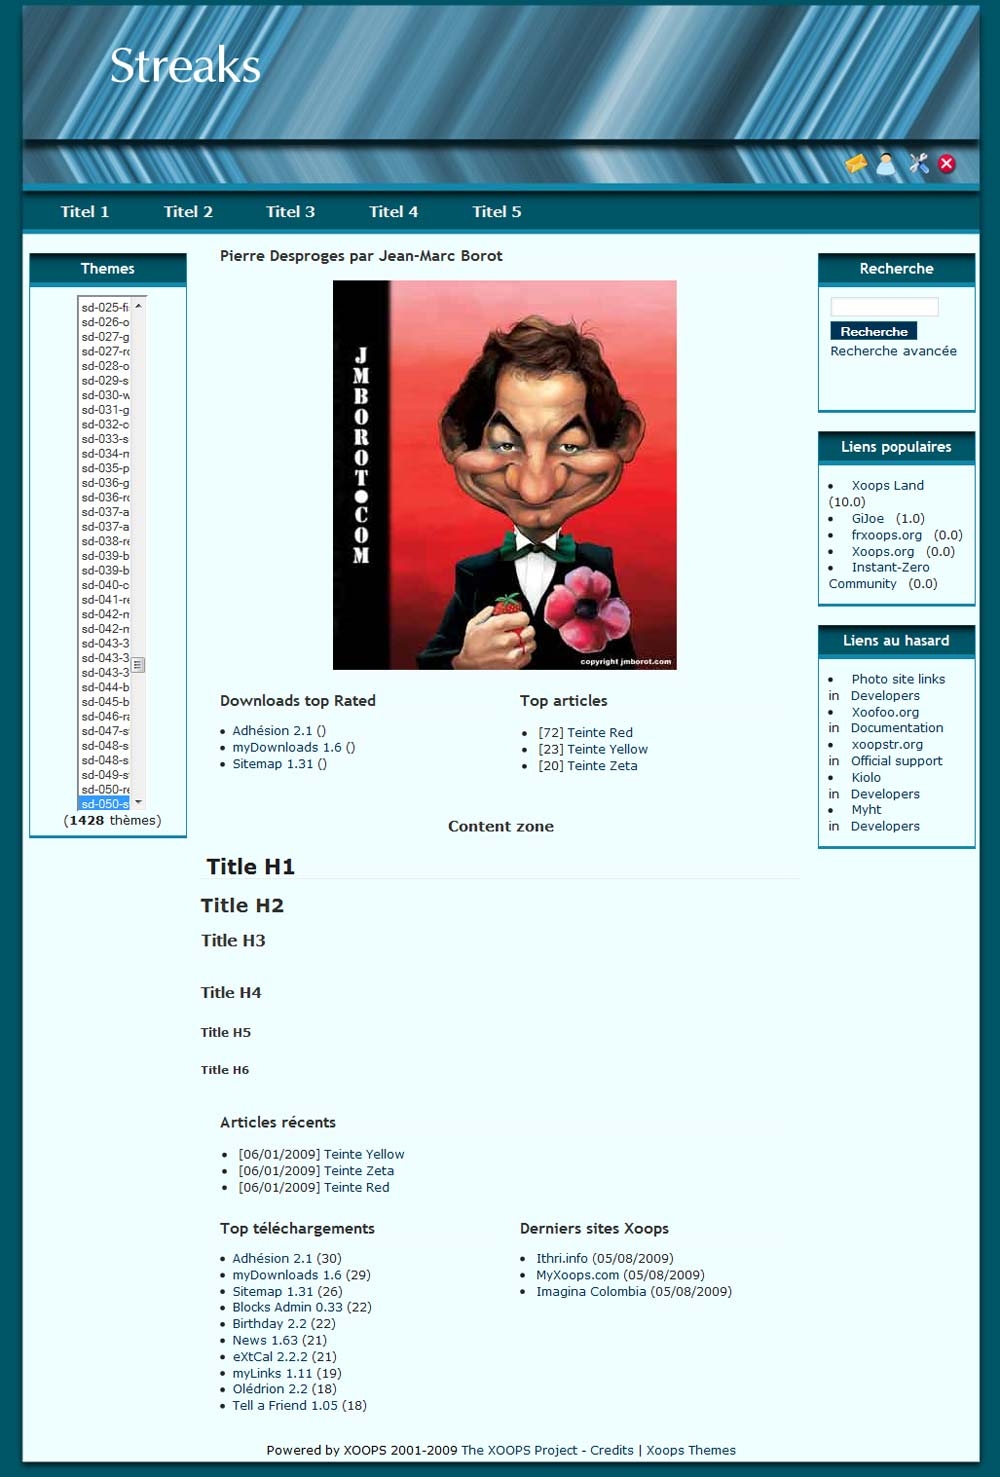 Streaks
Titel 1 Titel 2 Titel 3 Titel 4 Titel 5
Themes
sd-025-fi
sd-026-o
sd-027-g
sd-027-ro
sd-028-o
sd-029-s
sd-030-w
sd-031-g
sd-032-c
sd-033-s
sd-034-m
sd-035-p
sd-036-g
sd-036-ro
sd-037-a
sd-037-a
sd-038-re
sd-039-b
sd-039-b
sd-040-c
sd-041-re
sd-042-m
sd-042-m
sd-043-3
sd-043-3
sd-043-3
sd-044-b
sd-045-b
sd-046-ra
sd-047-s
sd-048-s
sd-048-s
sd-049-s
sd-050-re
sd-050-s
(1428 thèmes)
Pierre Desproges par Jean-Marc Borot
JMBOROT•COM
copyright jmborot.com
Downloads top Rated
Adhésion 2.1 ()
myDownloads 1.6 ()
Sitemap 1.31 ()
Top articles
[72] Teinte Red
[23] Teinte Yellow
[20] Teinte Zeta
Content zone
Title H1
Title H2
Title H3
Title H4
Title H5
Title H6
Articles récents
[06/01/2009] Teinte Yellow
[06/01/2009] Teinte Zeta
[06/01/2009] Teinte Red
Top téléchargements
Adhésion 2.1 (30)
myDownloads 1.6 (29)
Sitemap 1.31 (26)
Blocks Admin 0.33 (22)
Birthday 2.2 (22)
News 1.63 (21)
eXtCal 2.2.2 (21)
myLinks 1.11 (19)
Olédrion 2.2 (18)
Tell a Friend 1.05 (18)
Derniers sites Xoops
Ithri.info (05/08/2009)
MyXoops.com (05/08/2009)
Imagina Colombia (05/08/2009)
Recherche
Recherche
Recherche avancée
Liens populaires
Xoops Land
(10.0)
GiJoe (1.0)
frxoops.org (0.0)
Xoops.org (0.0)
Instant-Zero
Community (0.0)
Liens au hasard
Photo site links
in Developers
Xoofoo.org
in Documentation
xoopstr.org
in Official support
Kiolo
in Developers
Myht
in Developers
Powered by XOOPS 2001-2009 The XOOPS Project - Credits | Xoops Themes